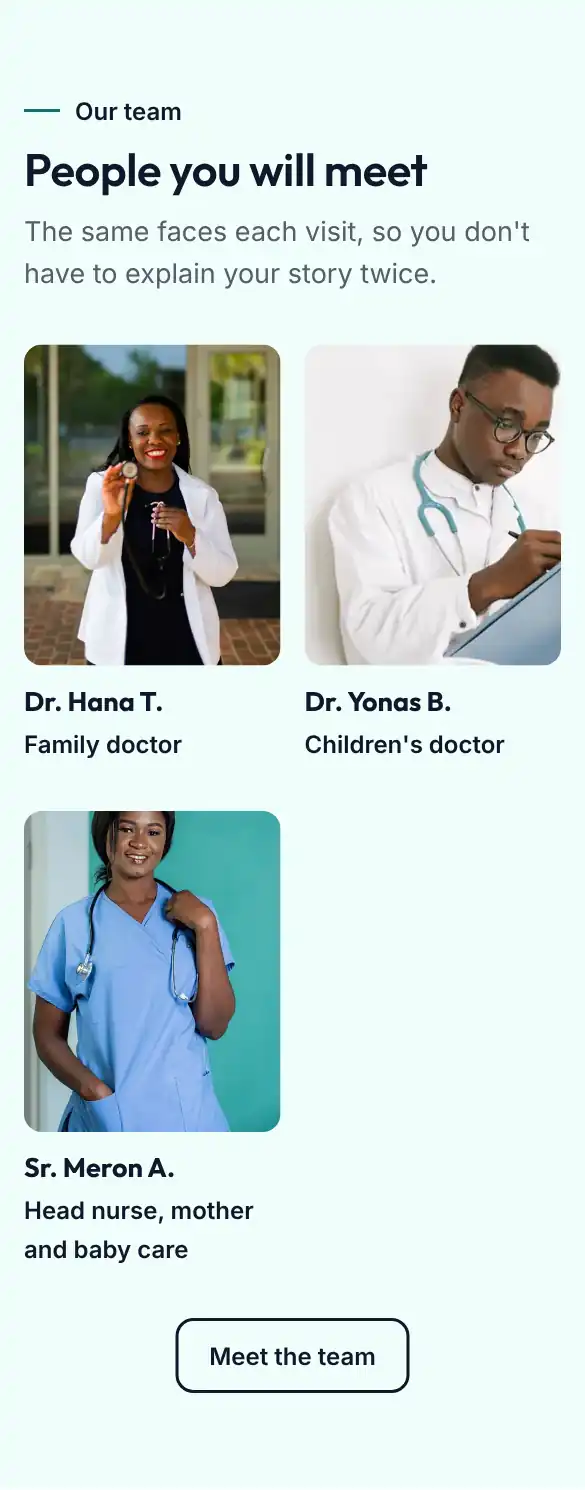 Our team
People you will meet
The same faces each visit, so you don't
have to explain your story twice.
Dr. Hana T.
Family doctor
Dr. Yonas B.
Children's doctor
Sr. Meron A.
Head nurse, mother
and baby care
Meet the team